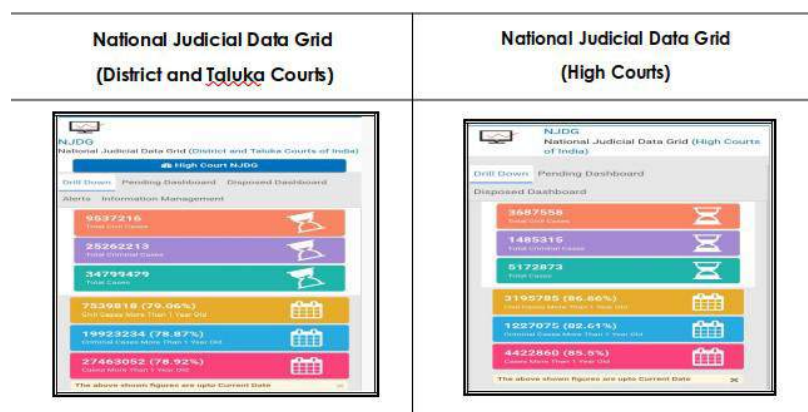 National Judicial Data Grid
(District and Taluka Courts)
NJDG
National Judicial Data Grid (District and Taluka Courts of India)
High Court NJDG
Drill Down Pending Dashboard Disposed Dashboard
Alerts Information Management
9537216
Total Civil Cases
25262213
Total Criminal Cases
34799429
Total Cases
7539818 (79.06%)
Civil Cases More Than 1 Year Old
19923234 (78.87%)
Criminal Cases More Than 1 Year Old
27463052 (78.92%)
Cases More Than 1 Year Old
The above shown figures are upto Current Date
National Judicial Data Grid
(High Courts)
NJDG
National Judicial Data Grid (High Courts
of India)
Drill Down Pending Dashboard
Disposed Dashboard
3687558
Total Civil Cases
1485315
Total Criminal Cases
5172873
Total Cases
3195785 (86.66%)
Civil Cases More Than 1 Year Old
1227075 (82.61%)
Criminal Cases More Than 1 Year Old
4422860 (85.5%)
Cases More Than 1 Year Old
The above shown figures are upto Current Date